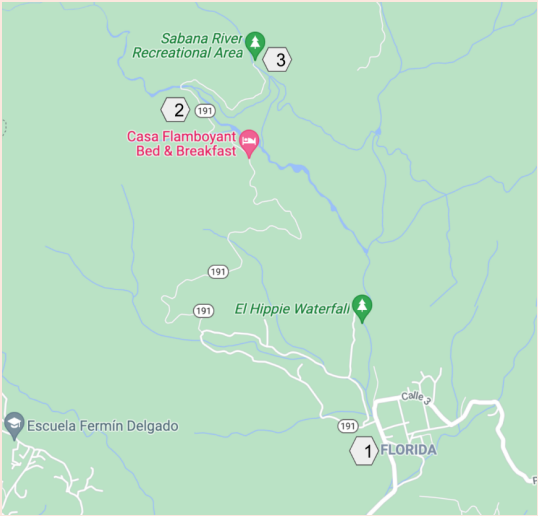 Sabana River
Recreational Area
3
2
191
Casa Flamboyant
Bed & Breakfast
191
191
El Hippie Waterfall
Calle 3
Escuela Fermín Delgado
191
1
FLORIDA
F